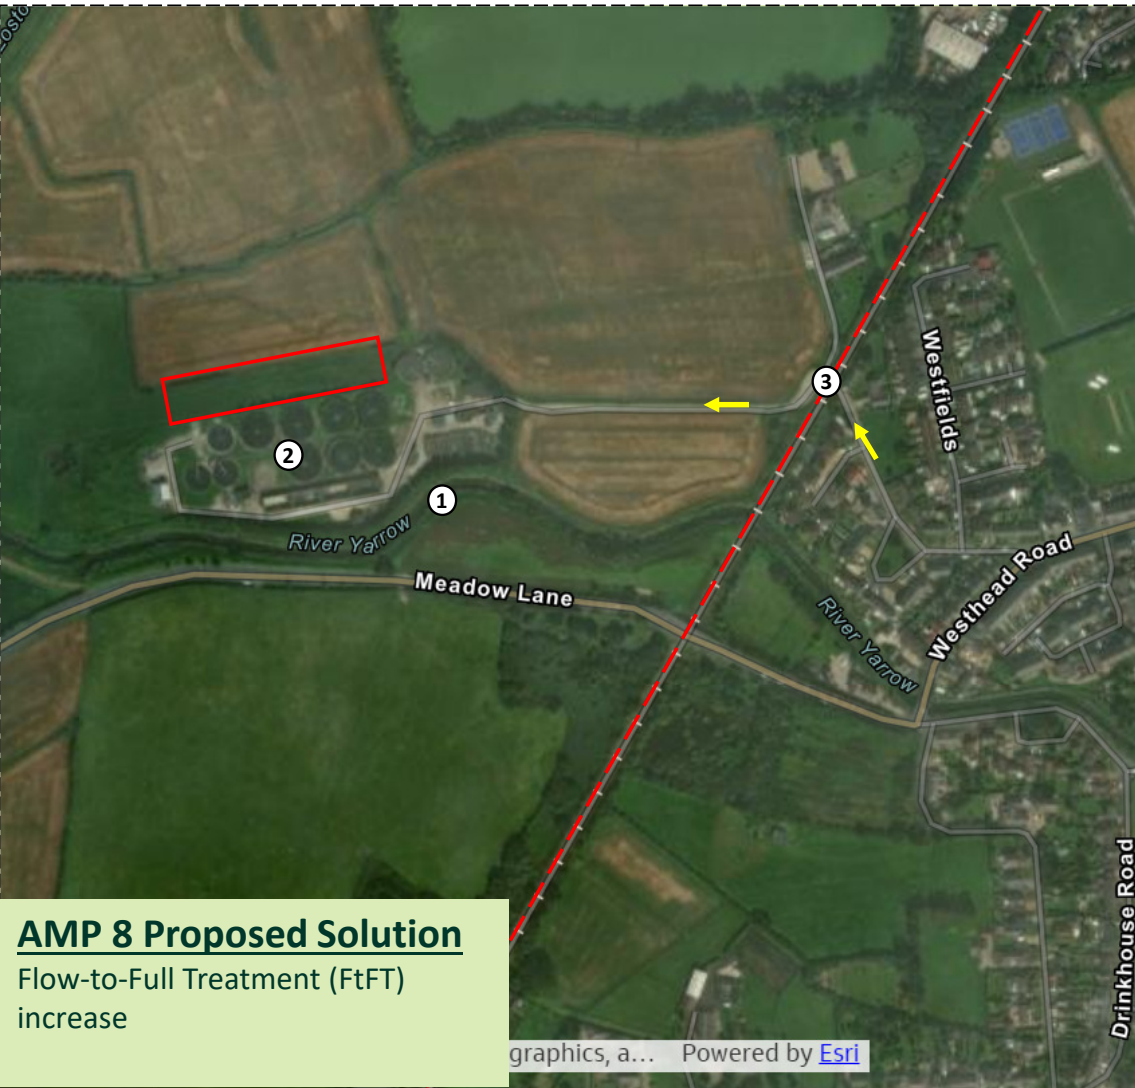 3
Westfields
2
1
River Yarrow
Meadow Lane
Westhead Road
River Yarrow
Drinkhouse Road
AMP 8 Proposed Solution
Flow-to-Full Treatment (FtFT)
increase
graphics, a... Powered by Esri